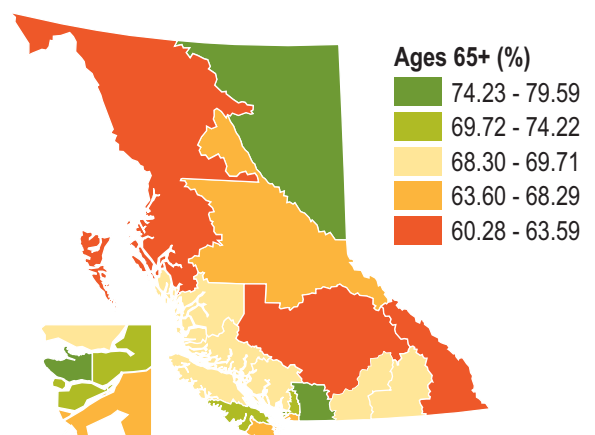 Ages 65+ (%)
74.23 - 79.59
69.72 - 74.22
68.30 - 69.71
63.60 - 68.29
60.28 - 63.59